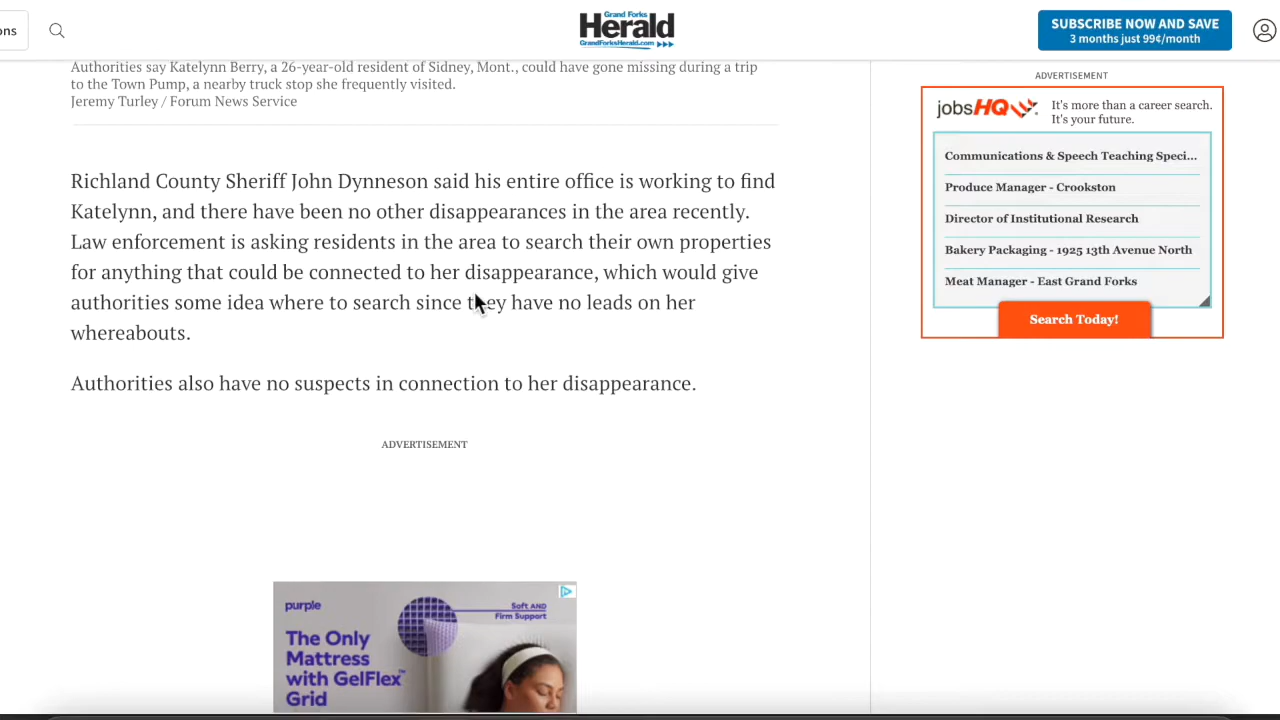 ons
Grand Forks
Herald
GrandForksHerald.com
SUBSCRIBE NOW AND SAVE
3 months just 99¢/month
Authorities say Katelynn Berry, a 26-year-old resident of Sidney, Mont., could have gone missing during a trip
to the Town Pump, a nearby truck stop she frequently visited.
Jeremy Turley / Forum News Service
Richland County Sheriff John Dynneson said his entire office is working to find
Katelynn, and there have been no other disappearances in the area recently.
Law enforcement is asking residents in the area to search their own properties
for anything that could be connected to her disappearance, which would give
authorities some idea where to search since they have no leads on her
whereabouts.
Authorities also have no suspects in connection to her disappearance.
ADVERTISEMENT
purple
Soft AND
Firm Support
The Only
Mattress
with GelFlex™
Grid
ADVERTISEMENT
jobsHQ
It's more than a career search.
It's your future.
Communications & Speech Teaching Speci...
Produce Manager - Crookston
Director of Institutional Research
Bakery Packaging - 1925 13th Avenue North
Meat Manager - East Grand Forks
Search Today!